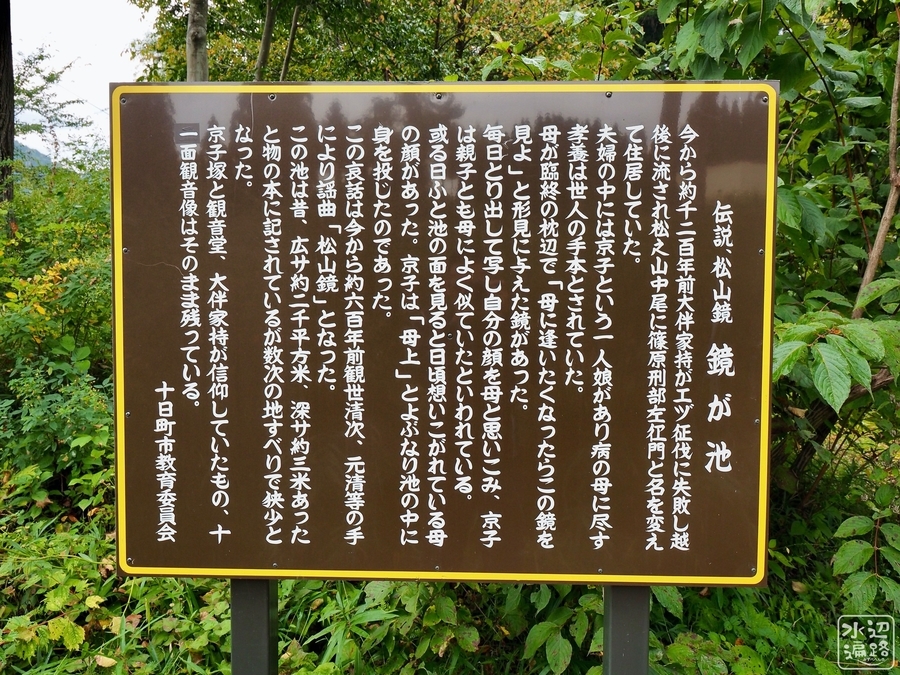 伝説、松山鏡 鏡が池
今から約千二百年前大伴家持がエゾ征伐に失敗し越
後に流され松之山中尾に篠原刑部左衛門と名を変え
て住居していた。
夫婦の中には京子という一人娘があり病の母に尽す
孝養は世人の手本とされていた。
母が臨終の枕辺で「母に逢いたくなったらこの鏡を
見よ」と形見に与えた鏡があった。
毎日とり出して写し自分の顔を母と思いこみ、京子
は親子とも母によく似ていたといわれている。
或る日ふと池の面を見ると日頃想いこがれている母
の顔があった。京子は「母上」とよぶなり池の中に
身を投じたのであった。
この哀話は今から約六百年前観世清次、元清等の手
により謡曲「松山鏡」となった。
この池は昔、広サ約二千平方米、深サ約三米あった
と物の本に記されているが数次の地すべりで狭少と
なった。
京子塚と観音堂、大伴家持が信仰していたもの、十
一面観音像はそのまま残っている。
十日町市教育委員会
水辺遍路